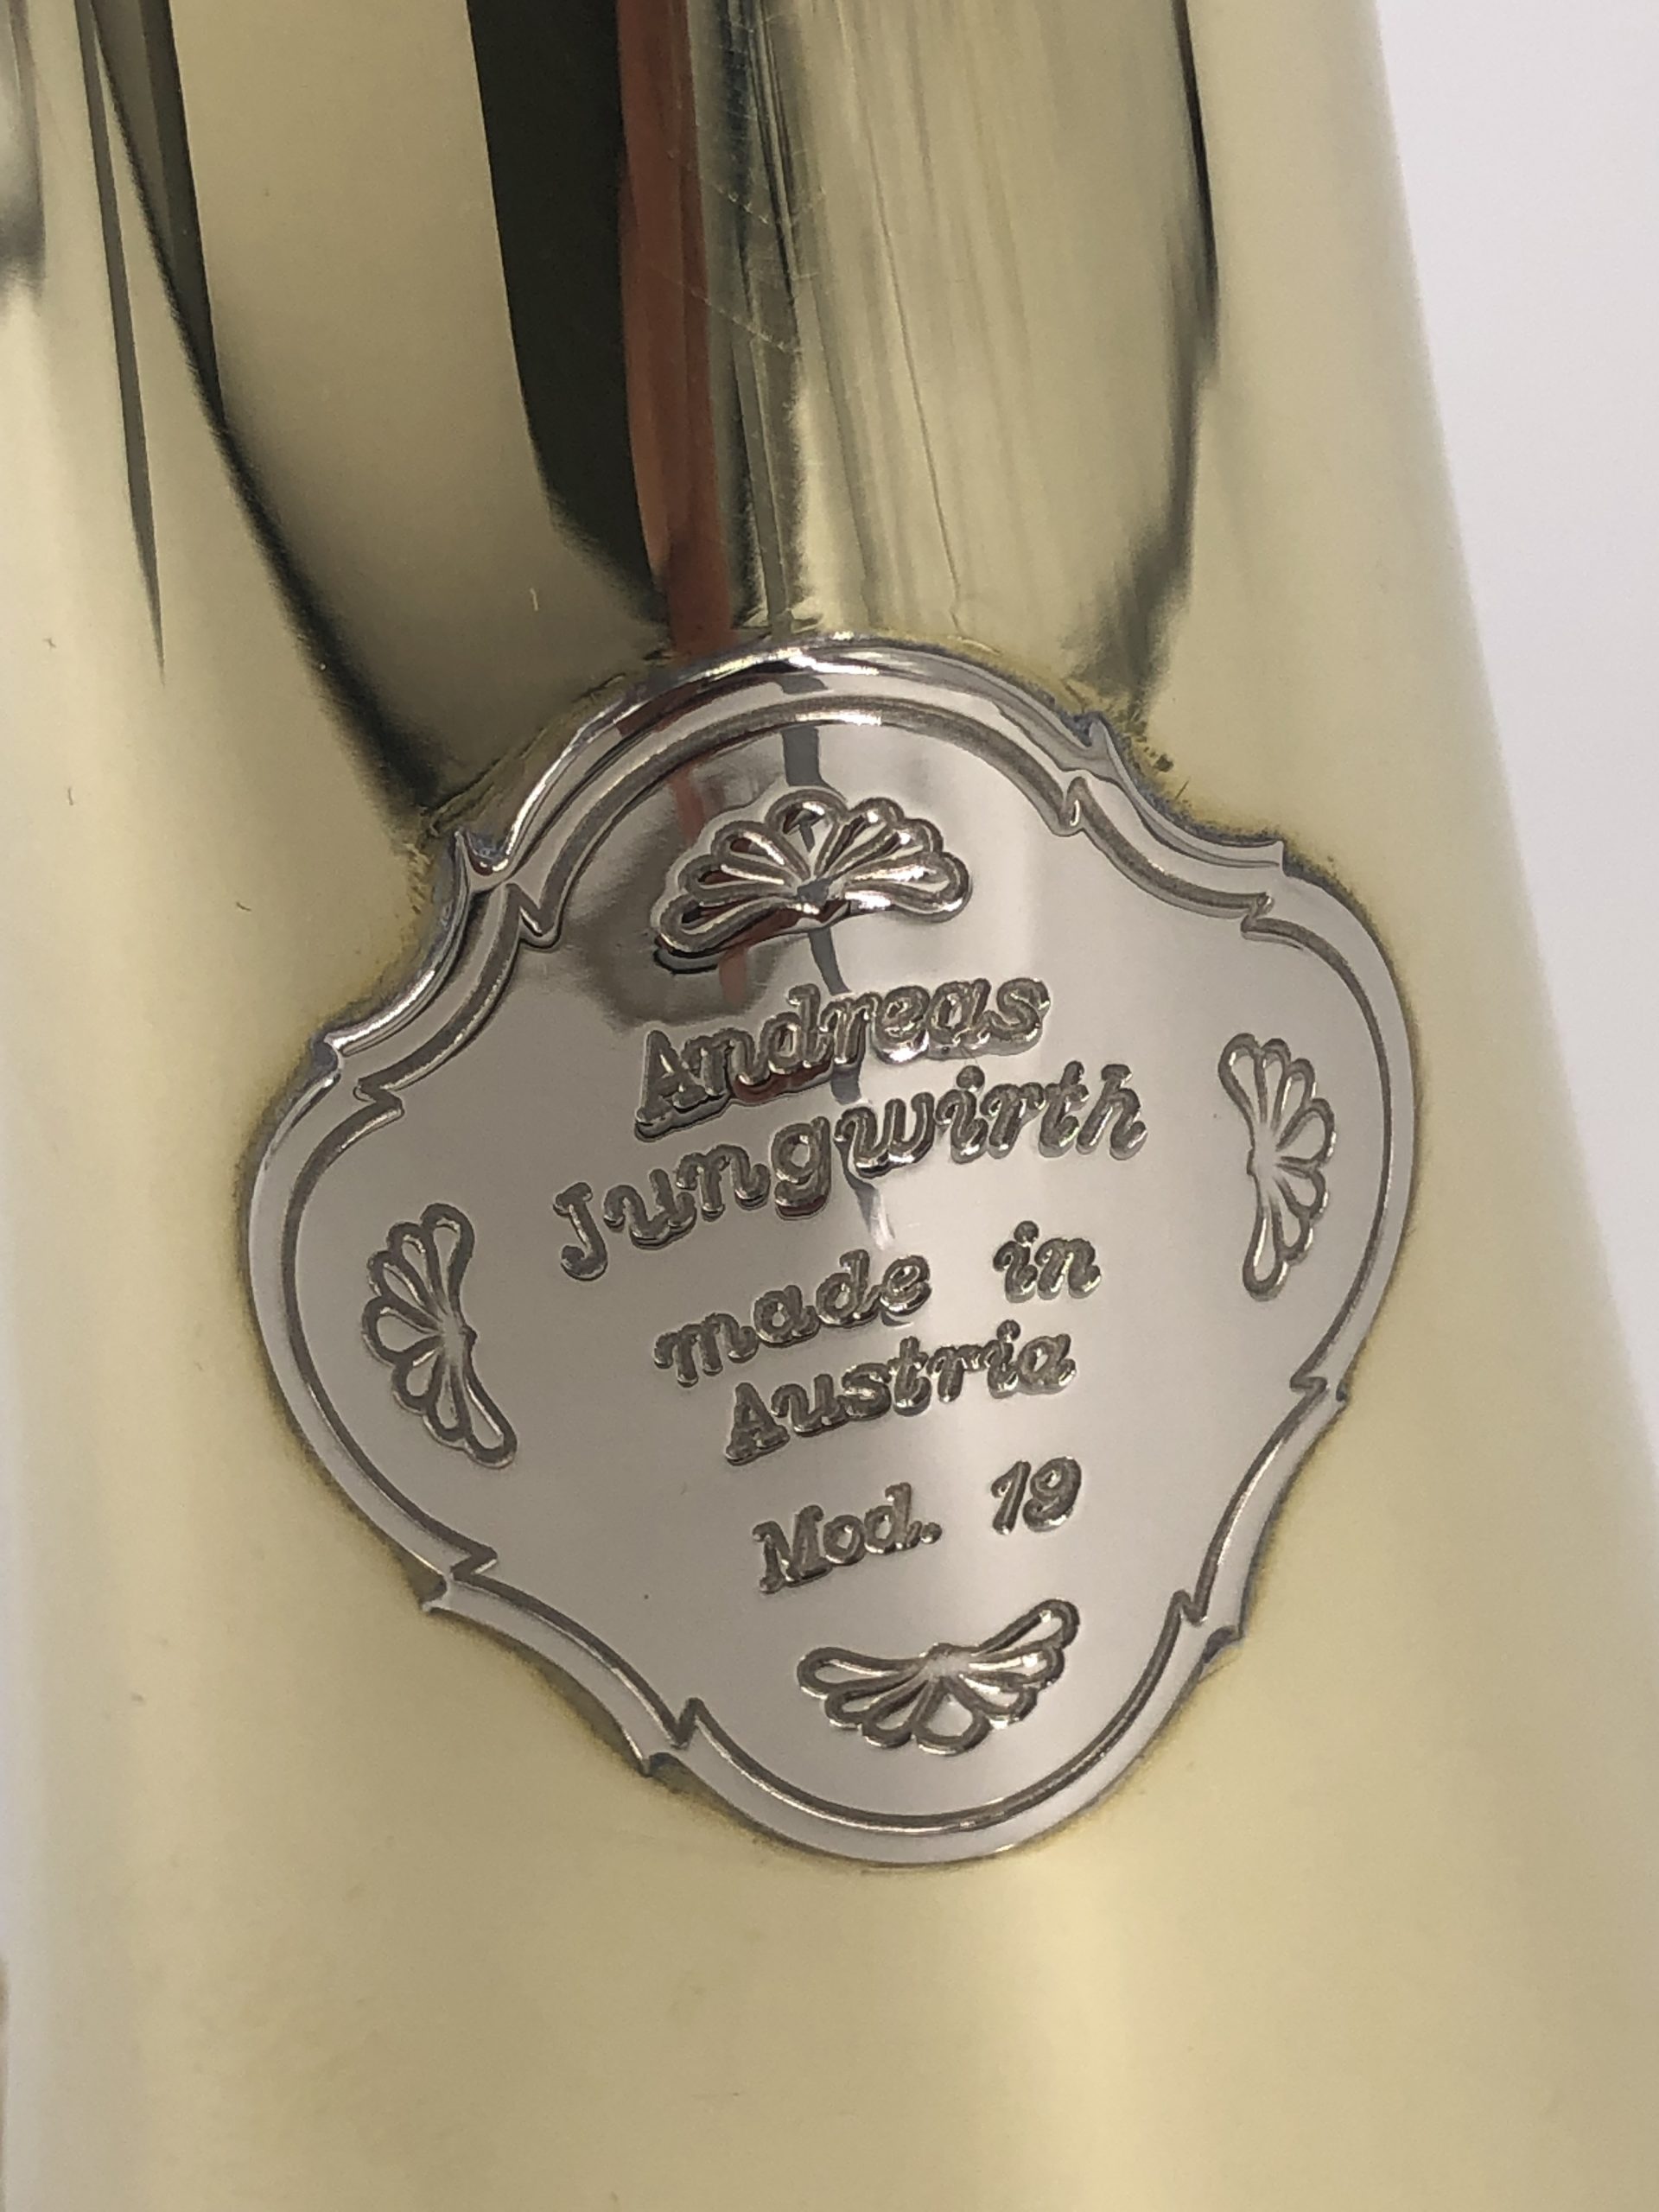 Andreas
Jungwirth
made in
Austria
Mod. 19